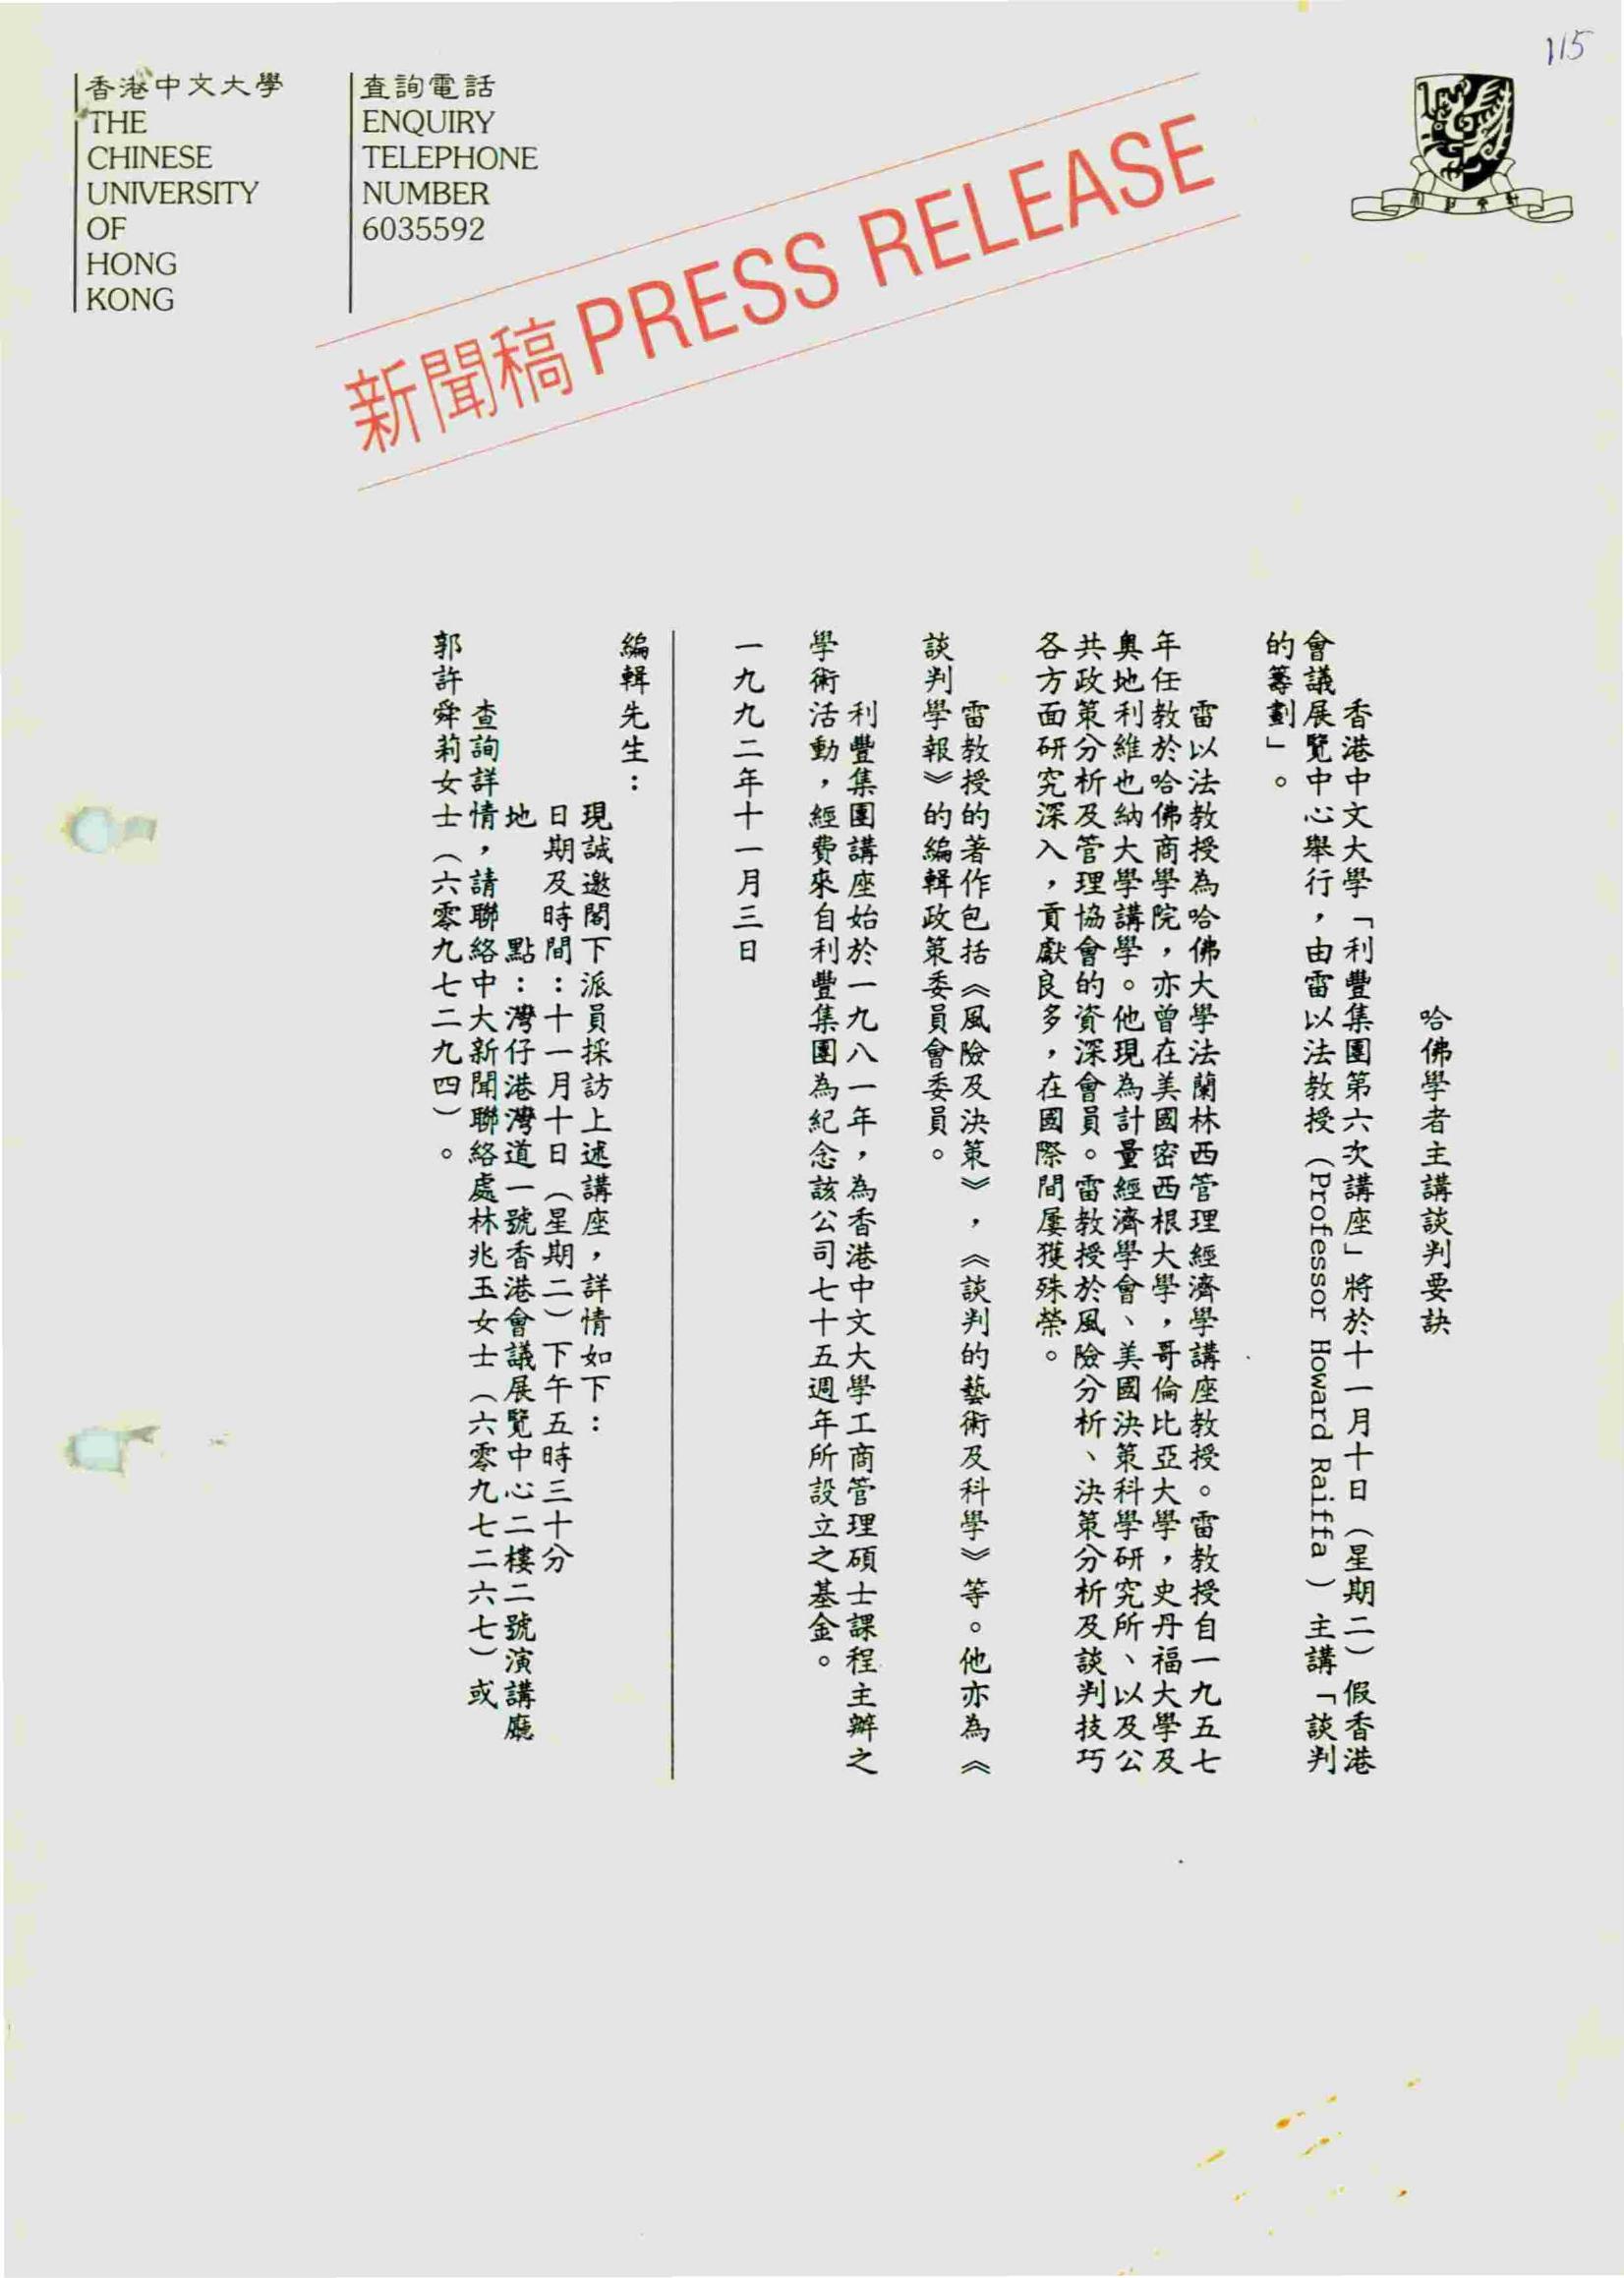 115
香港中文大學
THE
CHINESE
UNIVERSITY
OF
HONG
KONG
查詢電話
ENQUIRY
TELEPHONE
NUMBER
6035592
新聞稿 PRESS RELEASE
哈佛學者主講談判要訣
香港中文大學「利豐集團第六次講座」將於十一月十日（星期二）假香港
會議展覽中心舉行，由雷以法教授（Professor Howard Raiffa ）主講「談判
的籌劃」。
雷以法教授為哈佛大學法蘭林西管理經濟學講座教授。雷教授自一九五七
年任教於哈佛商學院，亦曾在美國密西根大學，哥倫比亞大學，史丹福大學及
奧地利維也納大學講學。他現為計量經濟學會、美國決策科學研究所、以及公
共政策分析及管理協會的資深會員。雷教授於風險分析、決策分析及談判技巧
各方面研究深入，貢獻良多，在國際間屢獲殊榮。
雷教授的著作包括《風險及決策》，《談判的藝術及科學》等。他亦為《
談判學報》的編輯政策委員會委員。
利豐集團講座始於一九八一年，為香港中文大學工商管理碩士課程主辦之
學術活動，經費來自利豐集團為紀念該公司七十五週年所設立之基金。
一九九二年十一月三日
編輯先生：
現誠邀閣下派員採訪上述講座，詳情如下：
日期及時間：十一月十日（星期二）下午五時三十分
地　　　點：灣仔港灣道一號香港會議展覽中心二樓二號演講廳
查詢詳情，請聯絡中大新聞聯絡處林兆玉女士（六零九七二六七）或
郭許舜莉女士（六零九七二九四）。